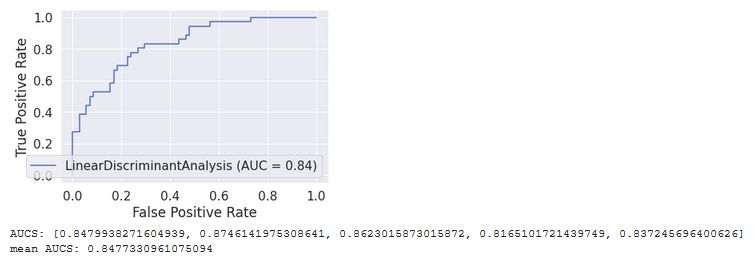 1.0
0.8
0.6
0.4
0.2
0.0
True Positive Rate
LinearDiscriminantAnalysis (AUC = 0.84)
0.0 0.2 0.4 0.6 0.8 1.0
False Positive Rate
AUCS: [0.8479938271604939, 0.8746141975308641, 0.8623015873015872, 0.8165101721439749, 0.837245696400626]
mean AUCS: 0.8477330961075094